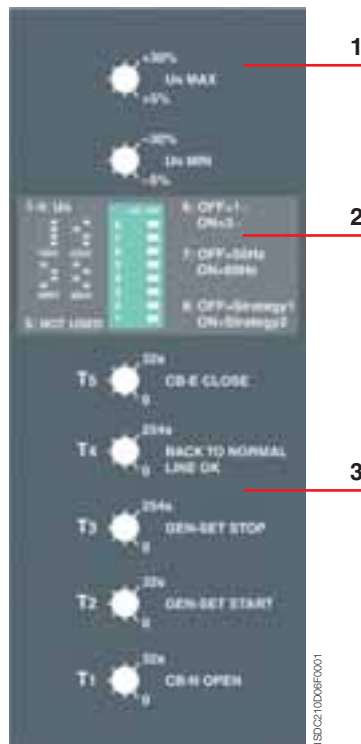 1
+30%
Un MAX
+5%
-30%
Un MIN
-5%
2
1-4: Un
6: OFF=1
ON=3
7: OFF=50Hz
ON=60Hz
8: OFF=Strategy1
ON=Strategy2
5: NOT USED
32s
T5 CB-E CLOSE
0
254s
T4 BACK TO NORMAL
LINE OK
0
3
254s
T3 GEN-SET STOP
0
32s
T2 GEN-SET START
0
32s
T1 CB-N OPEN
0
1SDC210D06F0001